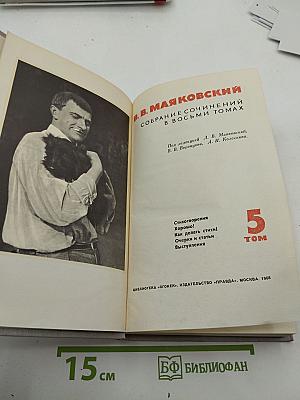 В. В. МАЯКОВСКИЙ
СОБРАНИЕ СОЧИНЕНИЙ
В ВОСЬМИ ТОМАХ
Под редакцией Л. В. Маяковской,
В. В. Воронцова, А. И. Колоскова.
Стихотворения
Хорошо!
Как делать стихи?
Очерки и статьи
Выступления
5
ТОМ
БИБЛИОТЕКА «ОГОНЕК». ИЗДАТЕЛЬСТВО «ПРАВДА». МОСКВА. 1968
15 см
БФ БИБЛИОФАН